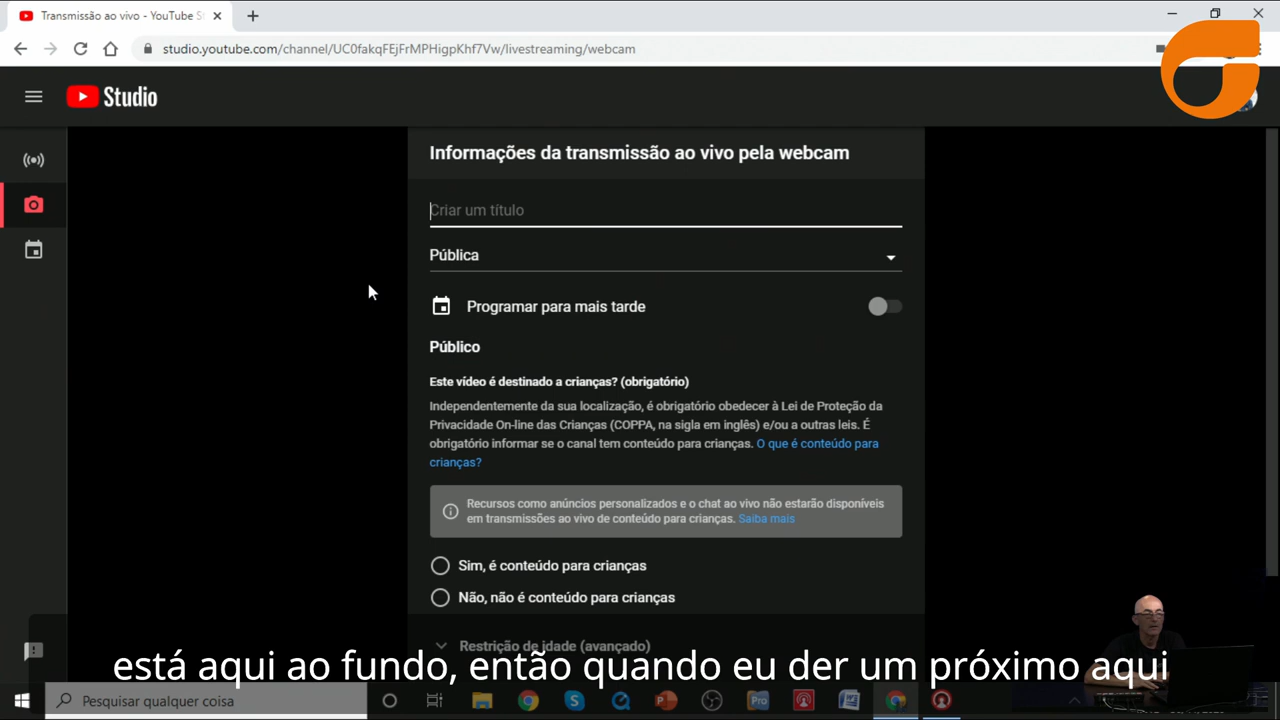 Transmissão ao vivo - YouTube S
studio.youtube.com/channel/UC0fakqFEjFrMPHigpKhf7Vw/livestreaming/webcam
Studio
Informações da transmissão ao vivo pela webcam
Criar um título
Pública
Programar para mais tarde
Público
Este vídeo é destinado a crianças? (obrigatório)
Independentemente da sua localização, é obrigatório obedecer à Lei de Proteção da
Privacidade On-line das Crianças (COPPA, na sigla em inglês) e/ou a outras leis. É
obrigatório informar se o canal tem conteúdo para crianças. O que é conteúdo para
crianças?
Recursos como anúncios personalizados e o chat ao vivo não estarão disponíveis
em transmissões ao vivo de conteúdo para crianças. Saiba mais
Sim, é conteúdo para crianças
Não, não é conteúdo para crianças
Restrição de idade (avançado)
está aqui ao fundo, então quando eu der um próximo aqui
Pesquisar qualquer coisa
Pro